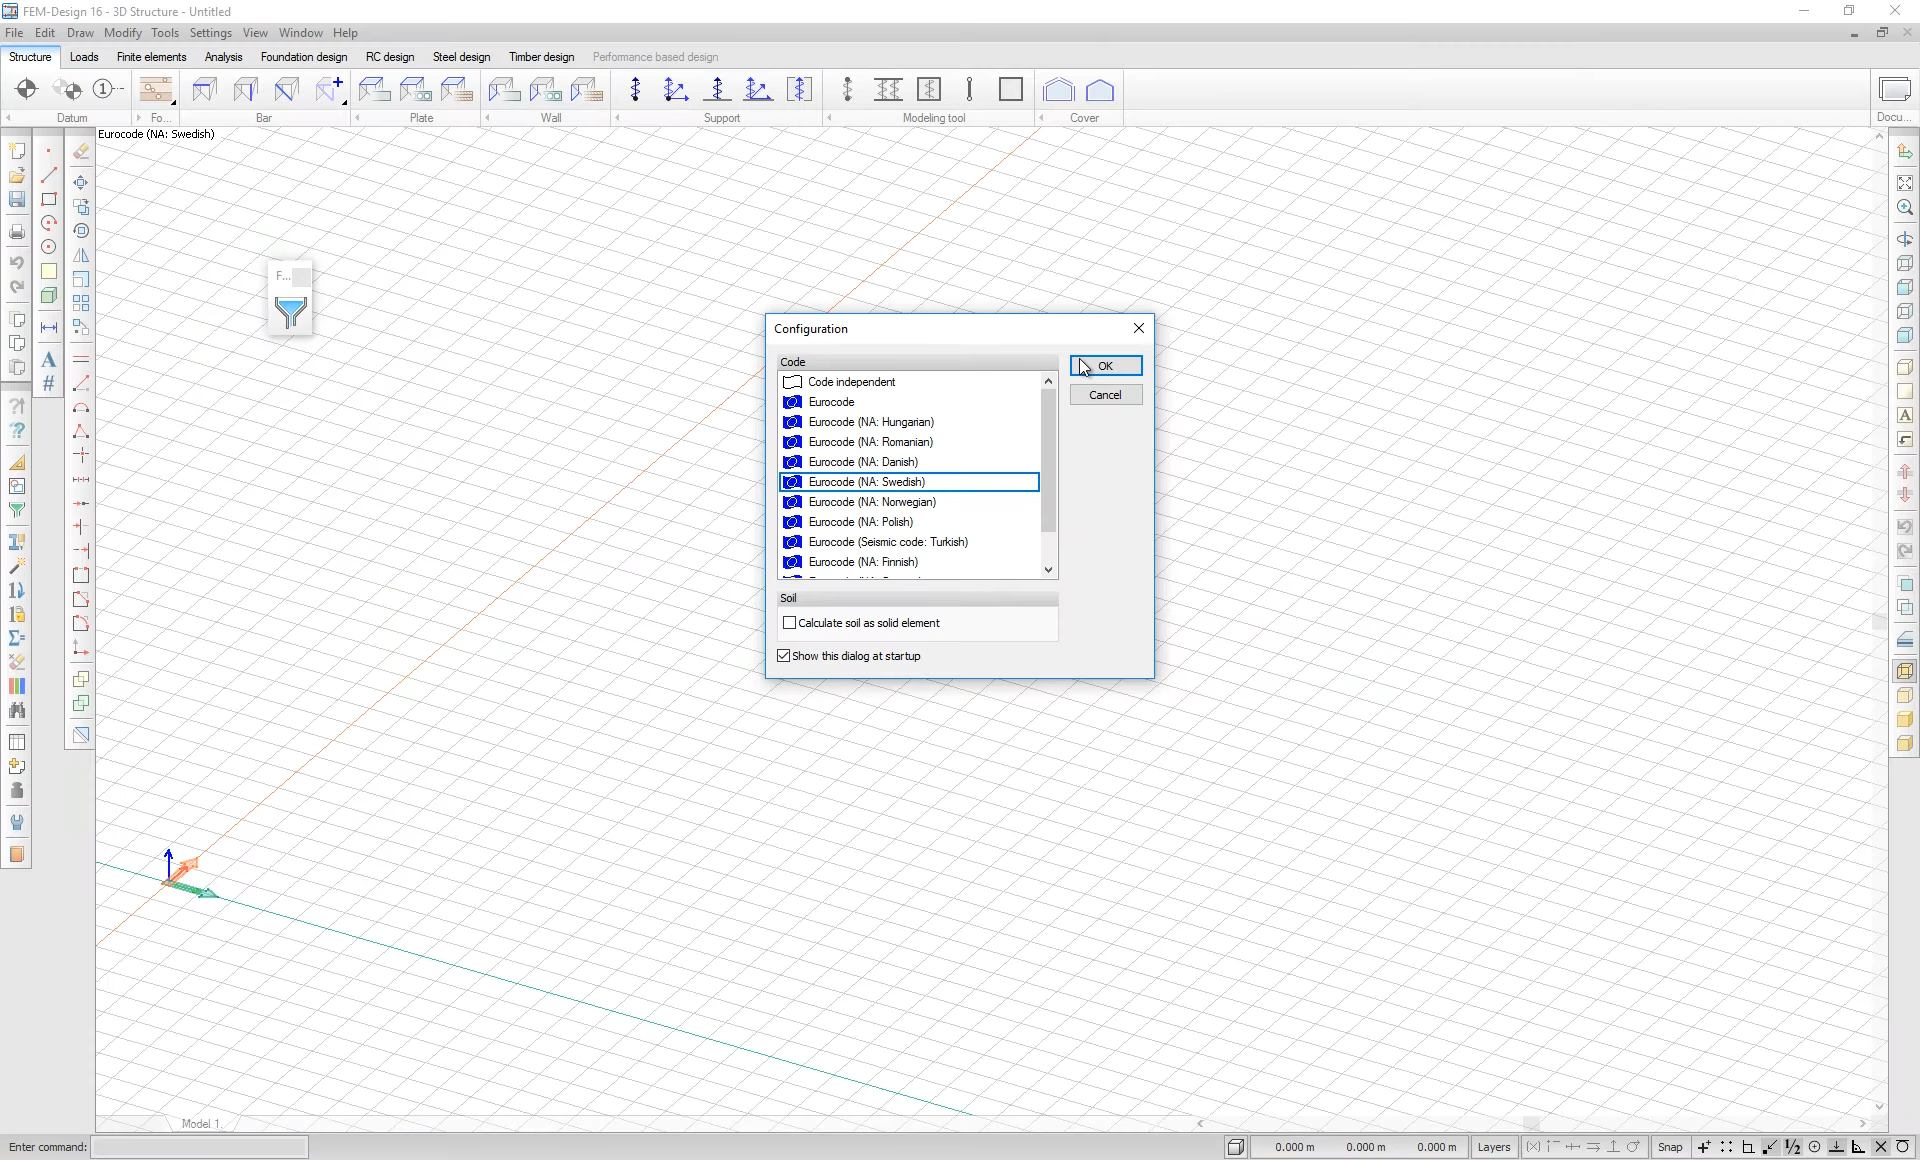 FEM-Design 16 - 3D Structure - Untitled
File Edit Draw Modify Tools Settings View Window Help
Structure Loads Finite elements Analysis Foundation design RC design Steel design Timber design Performance based design
Datum Fo... Bar Plate Wall Support Modeling tool Cover Docu...
Eurocode (NA: Swedish)
F...
Configuration
Code
OK
Code independent
Cancel
Eurocode
Eurocode (NA: Hungarian)
Eurocode (NA: Romanian)
Eurocode (NA: Danish)
Eurocode (NA: Swedish)
Eurocode (NA: Norwegian)
Eurocode (NA: Polish)
Eurocode (Seismic code: Turkish)
Eurocode (NA: Finnish)
Soil
Calculate soil as solid element
Show this dialog at startup
Model 1
Enter command:
0.000 m 0.000 m 0.000 m Layers Snap 1/2